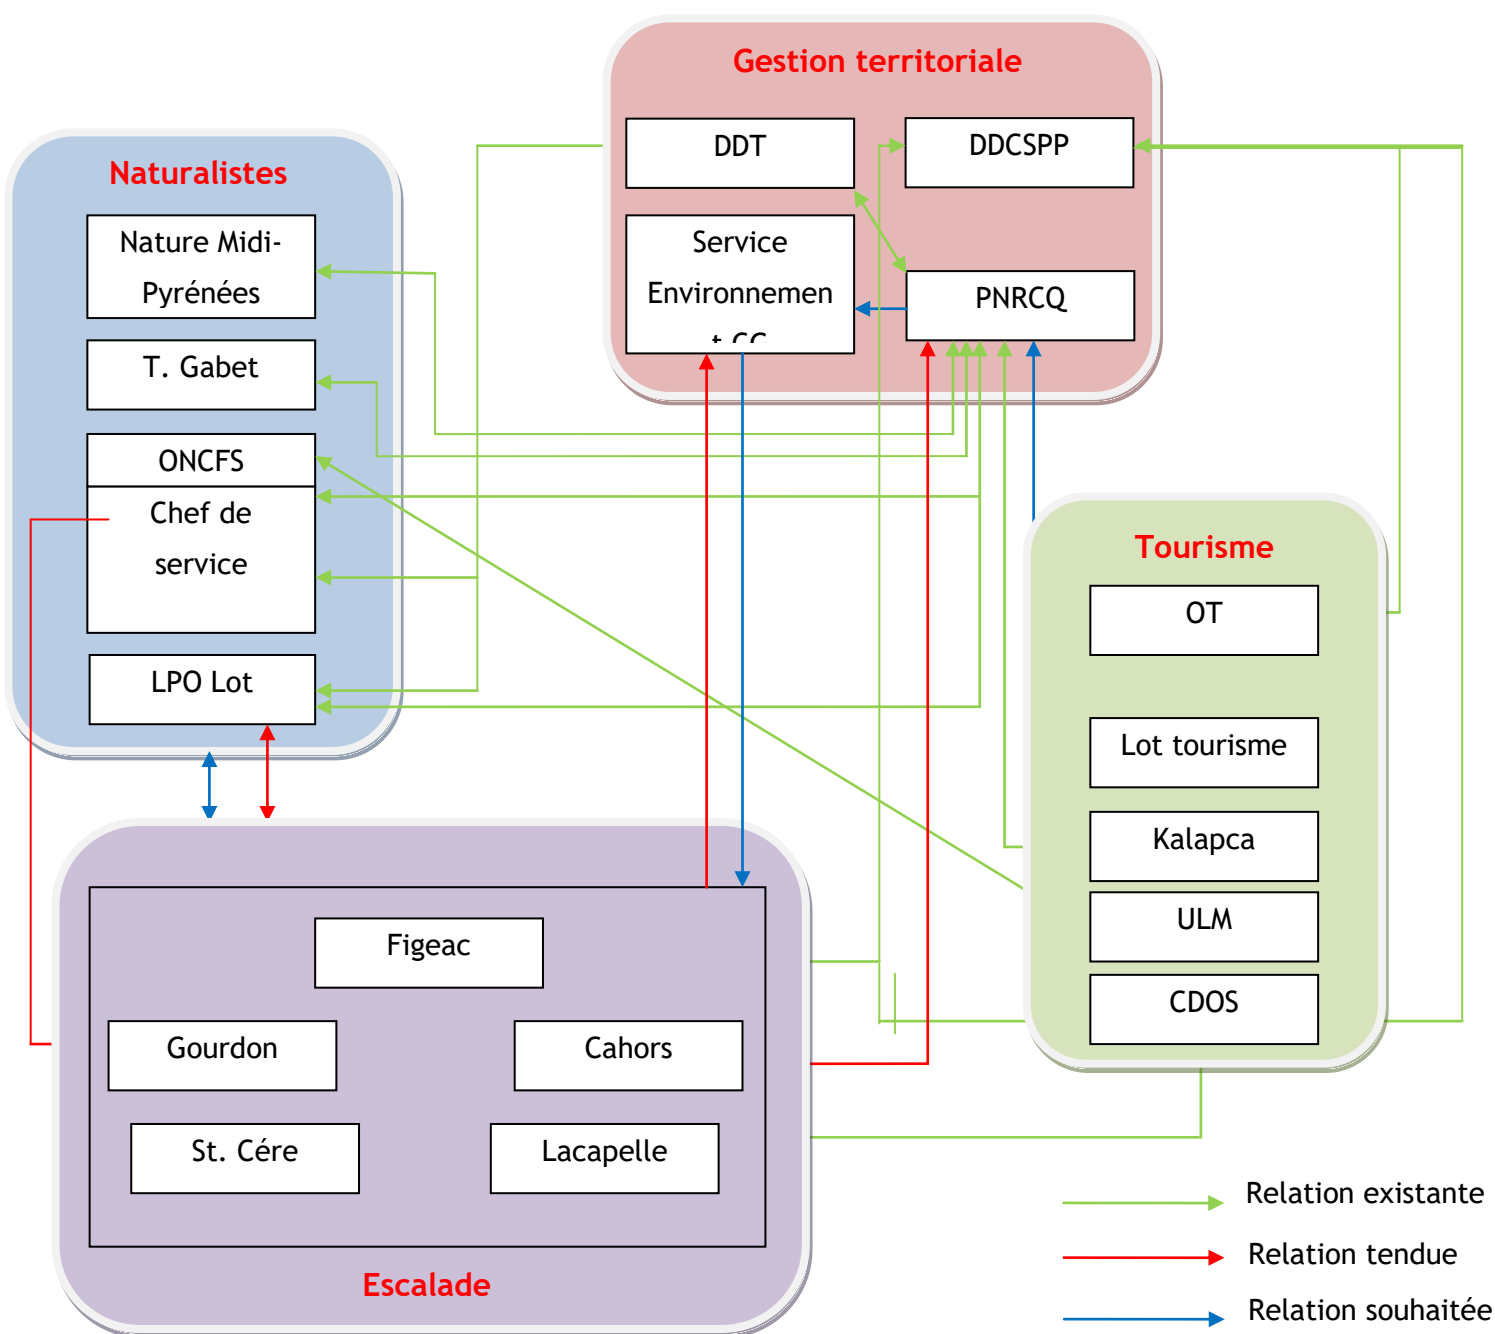 Gestion territoriale
DDT
DDCSPP
Service
Environnemen
t CG
PNRCQ
Naturalistes
Nature Midi-
Pyrénées
T. Gabet
ONCFS
Chef de
service
LPO Lot
Tourisme
OT
Lot tourisme
Kalapca
ULM
CDOS
Figeac
Gourdon
Cahors
St. Cére
Lacapelle
Escalade
Relation existante
Relation tendue
Relation souhaitée